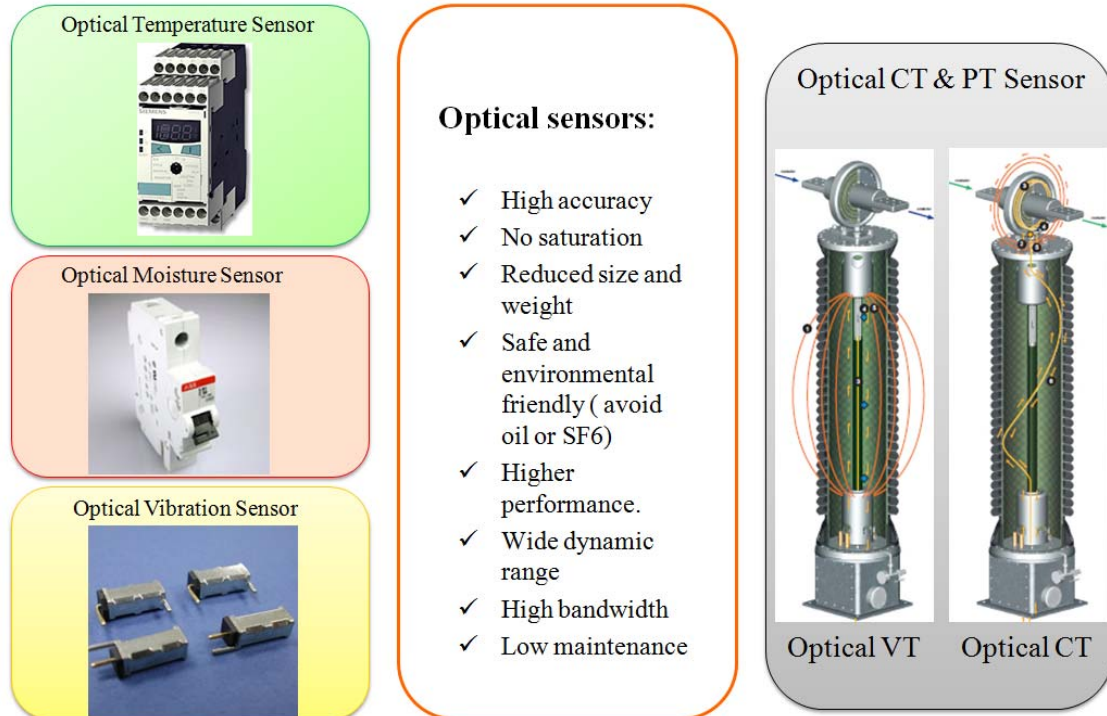 Optical Temperature Sensor
SIEMENS
Optical Moisture Sensor
ABB
Optical Vibration Sensor
Optical sensors:
✓ High accuracy
✓ No saturation
✓ Reduced size and
weight
✓ Safe and
environmental
friendly ( avoid
oil or SF6)
✓ Higher
performance.
✓ Wide dynamic
range
✓ High bandwidth
✓ Low maintenance
Optical CT & PT Sensor
Optical VT
Optical CT